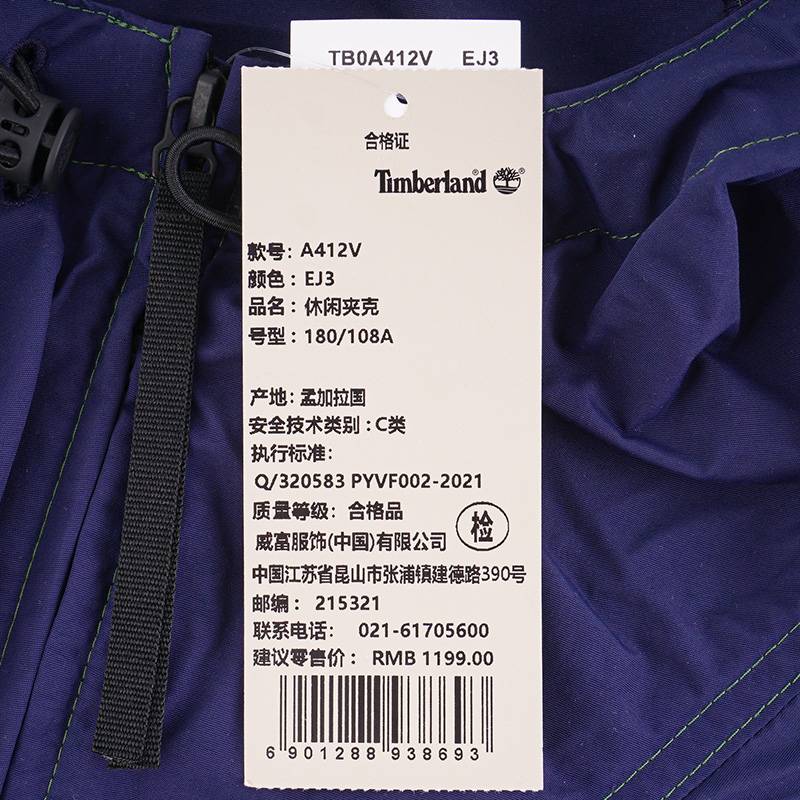 TB0A412V EJ3
合格证
Timberland
款号: A412V
颜色: EJ3
品名: 休闲夹克
号型: 180/108A
产地: 孟加拉国
安全技术类别: C类
执行标准:
Q/320583 PYVF002-2021
质量等级: 合格品
检
威富服饰(中国)有限公司
中国江苏省昆山市张浦镇建德路390号
邮编: 215321
联系电话: 021-61705600
建议零售价: RMB 1199.00
6 901288 938693